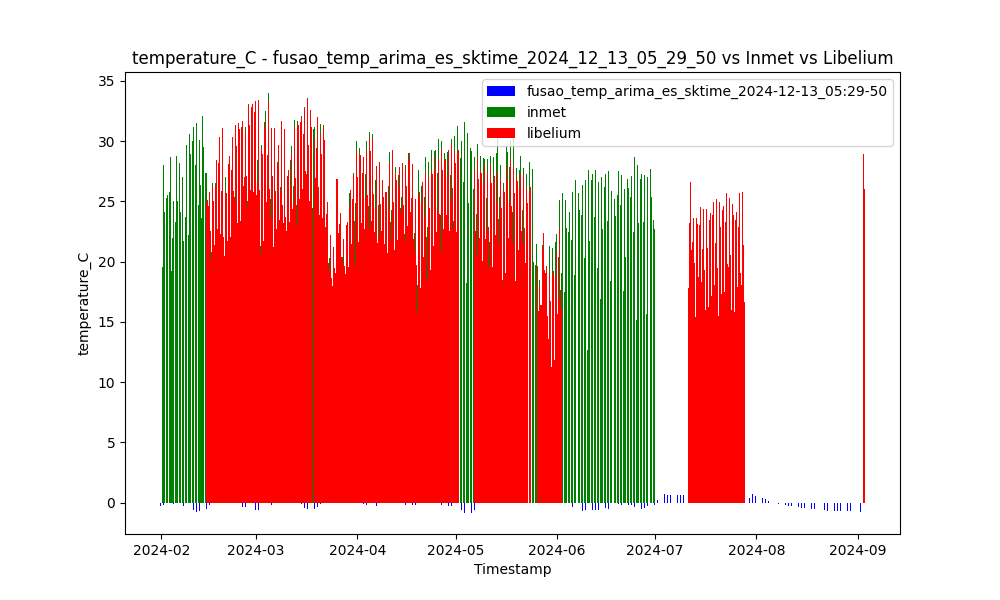 temperature_C - fusao_temp_arima_es_sktime_2024_12_13_05_29_50 vs Inmet vs Libelium
fusao_temp_arima_es_sktime_2024-12-13_05:29-50
inmet
libelium
35
30
25
20
15
10
5
0
temperature_C
2024-02 2024-03 2024-04 2024-05 2024-06 2024-07 2024-08 2024-09
Timestamp